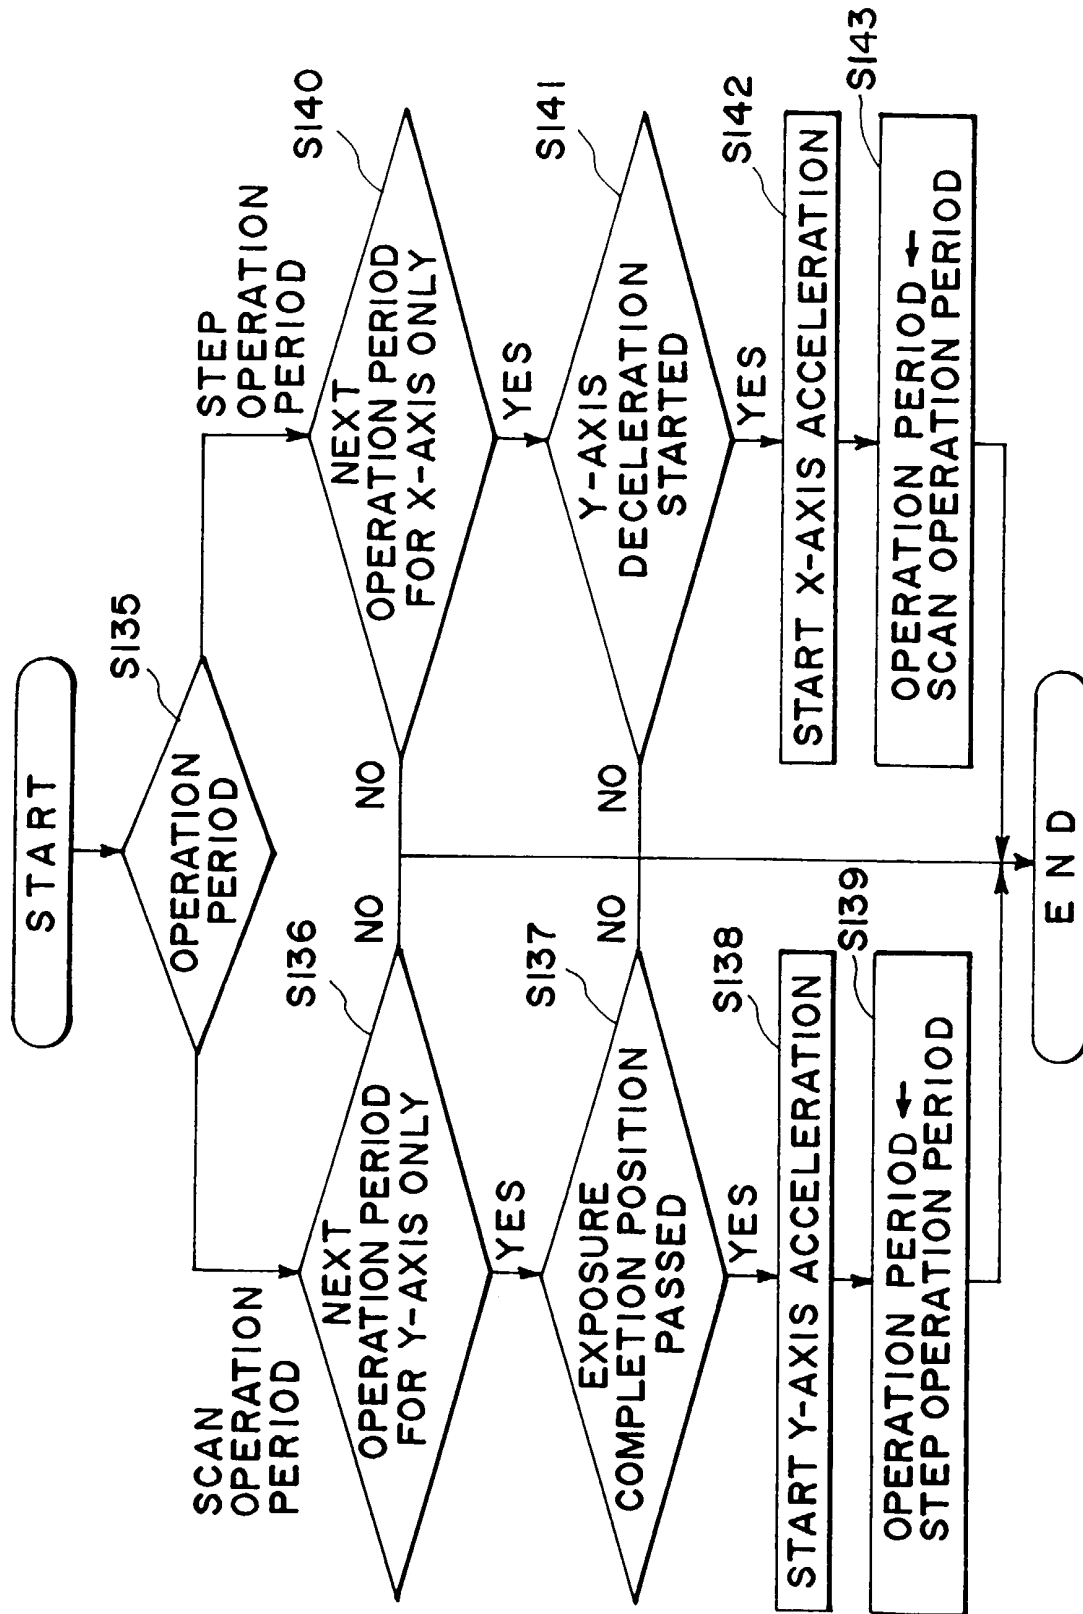 START
S135
OPERATION
PERIOD
SCAN
OPERATION
PERIOD
STEP
OPERATION
PERIOD
S136
NEXT
OPERATION PERIOD
FOR Y-AXIS ONLY
NO
YES
S137
EXPOSURE
COMPLETION POSITION
PASSED
NO
YES
S138
START Y-AXIS ACCELERATION
S139
OPERATION PERIOD ←
STEP OPERATION PERIOD
S140
NEXT
OPERATION PERIOD
FOR X-AXIS ONLY
NO
YES
S141
Y-AXIS
DECELERATION
STARTED
NO
YES
S142
START X-AXIS ACCELERATION
S143
OPERATION PERIOD ←
SCAN OPERATION PERIOD
END